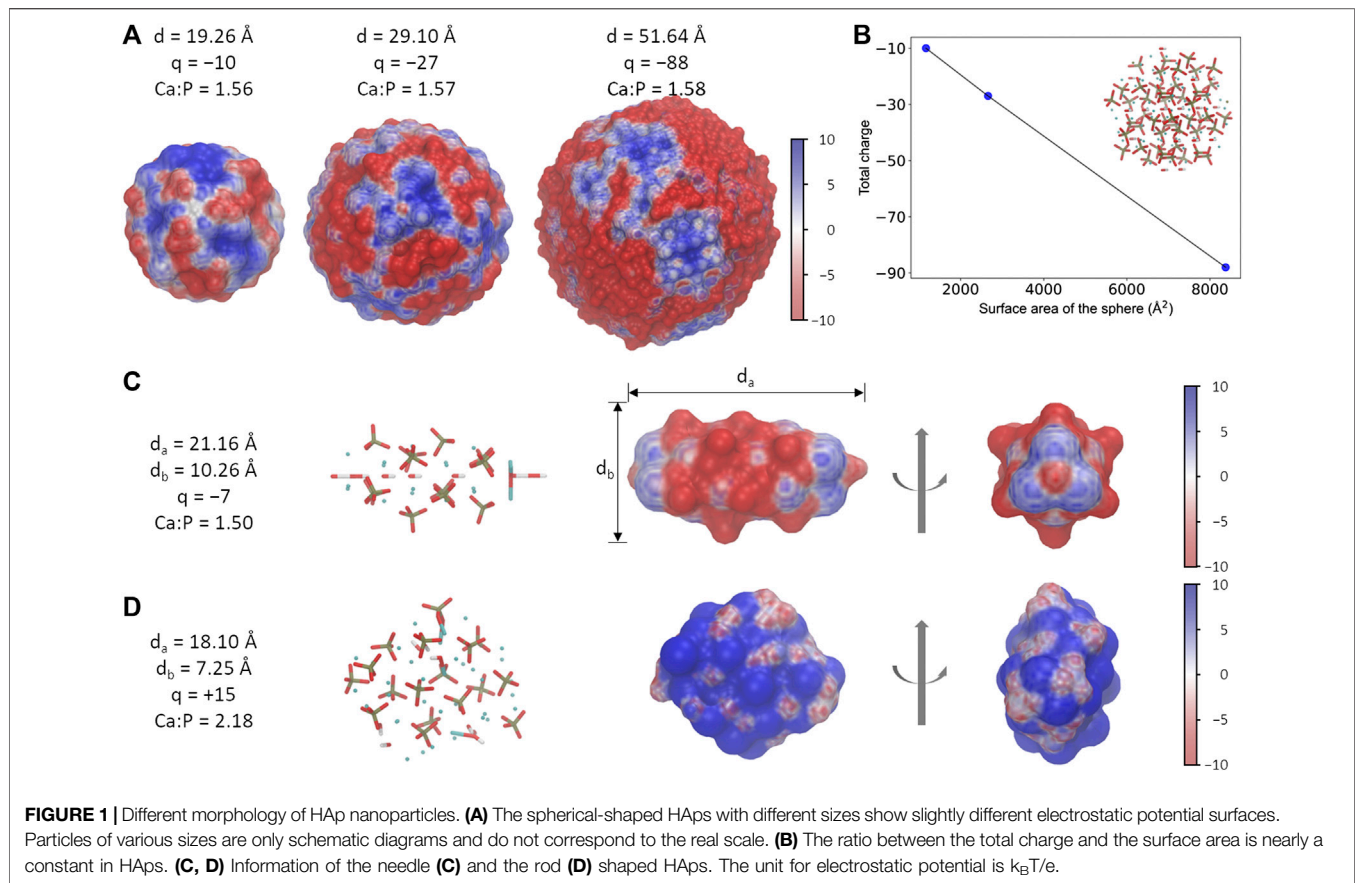 A
d = 19.26 Å
q = −10
Ca:P = 1.56
d = 29.10 Å
q = −27
Ca:P = 1.57
d = 51.64 Å
q = −88
Ca:P = 1.58
10
5
0
−5
−10
B
Total charge
−10
−30
−50
−70
−90
2000 4000 6000 8000
Surface area of the sphere (Å²)
C
dₐ = 21.16 Å
d_b = 10.26 Å
q = −7
Ca:P = 1.50
dₐ
d_b
10
5
0
−5
−10
D
dₐ = 18.10 Å
d_b = 7.25 Å
q = +15
Ca:P = 2.18
10
5
0
−5
−10
FIGURE 1 | Different morphology of HAp nanoparticles. (A) The spherical-shaped HAps with different sizes show slightly different electrostatic potential surfaces.
Particles of various sizes are only schematic diagrams and do not correspond to the real scale. (B) The ratio between the total charge and the surface area is nearly a
constant in HAps. (C, D) Information of the needle (C) and the rod (D) shaped HAps. The unit for electrostatic potential is k_BT/e.